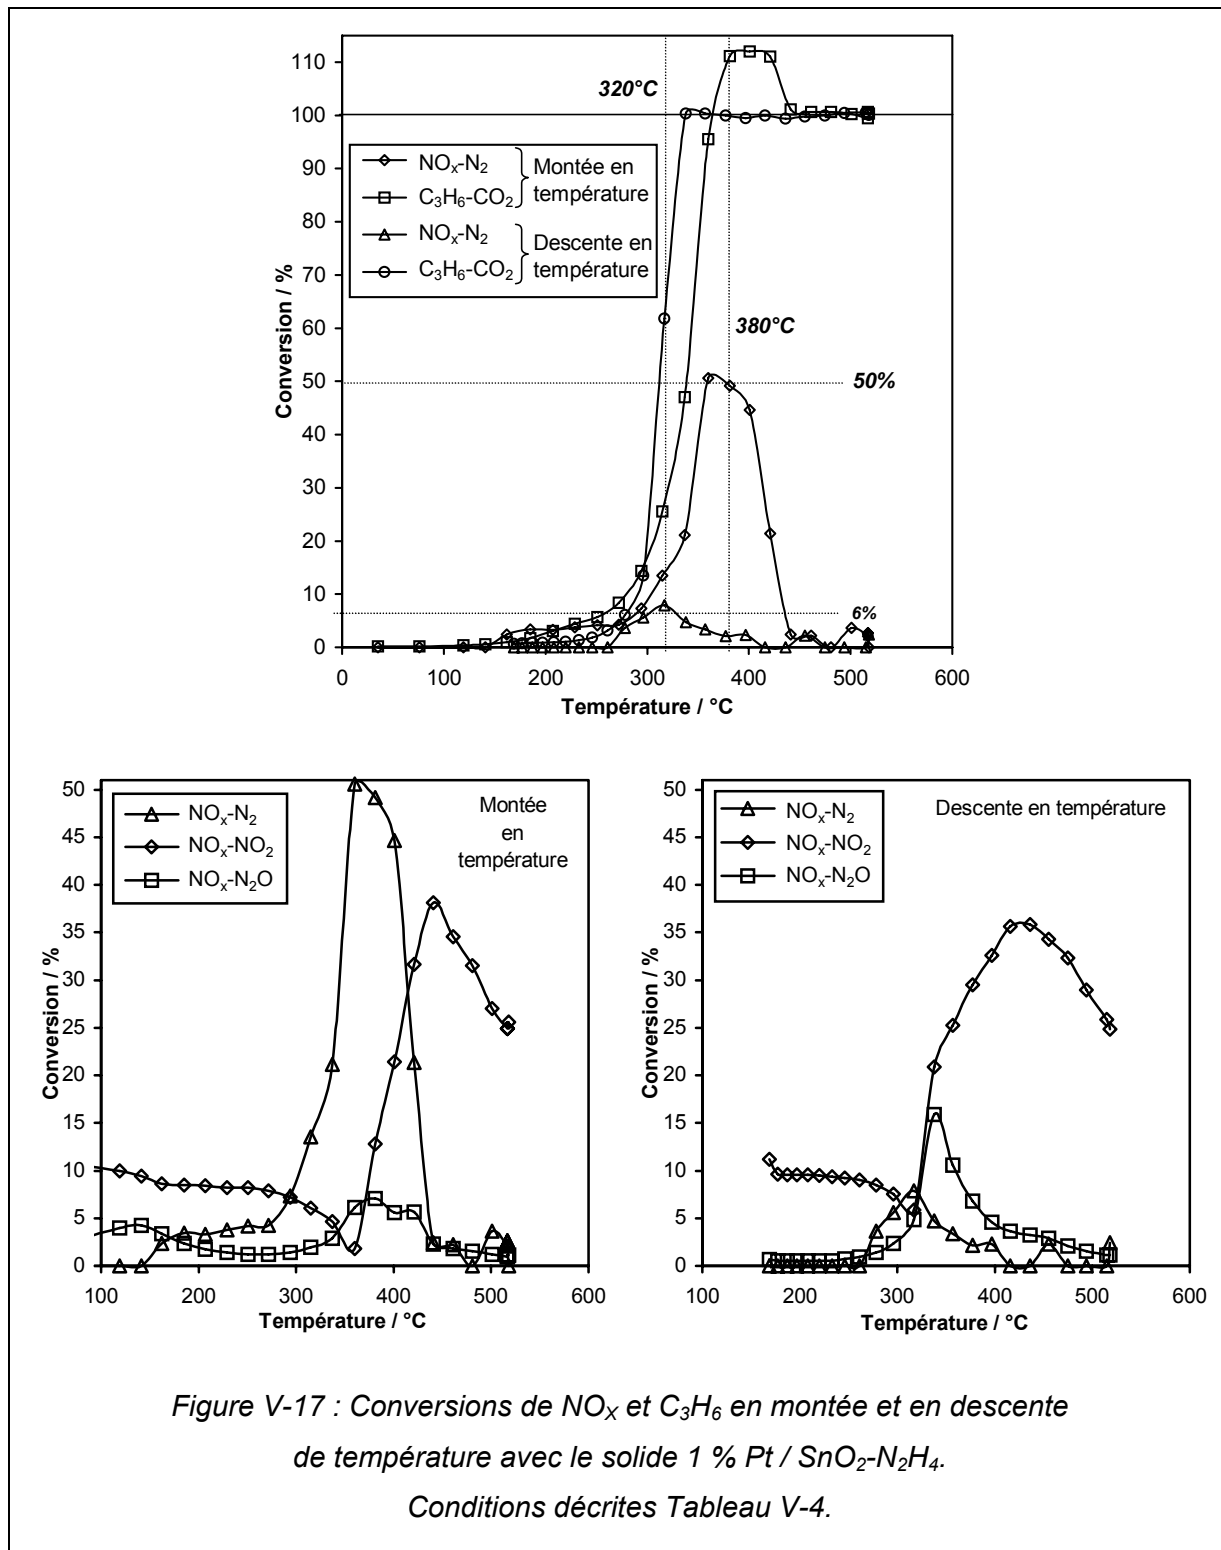 110
100
90
80
70
60
50
40
30
20
10
0
Conversion / %
320°C
380°C
50%
6%
NOx-N2
C3H6-CO2
Montée en
température
NOx-N2
C3H6-CO2
Descente en
température
0 100 200 300 400 500 600
Température / °C
50
45
40
35
30
25
20
15
10
5
0
Conversion / %
NOx-N2
NOx-NO2
NOx-N2O
Montée
en
température
100 200 300 400 500 600
Température / °C
50
45
40
35
30
25
20
15
10
5
0
Conversion / %
NOx-N2
NOx-NO2
NOx-N2O
Descente en température
100 200 300 400 500 600
Température / °C
Figure V-17 : Conversions de NOX et C3H6 en montée et en descente
de température avec le solide 1 % Pt / SnO2-N2H4.
Conditions décrites Tableau V-4.